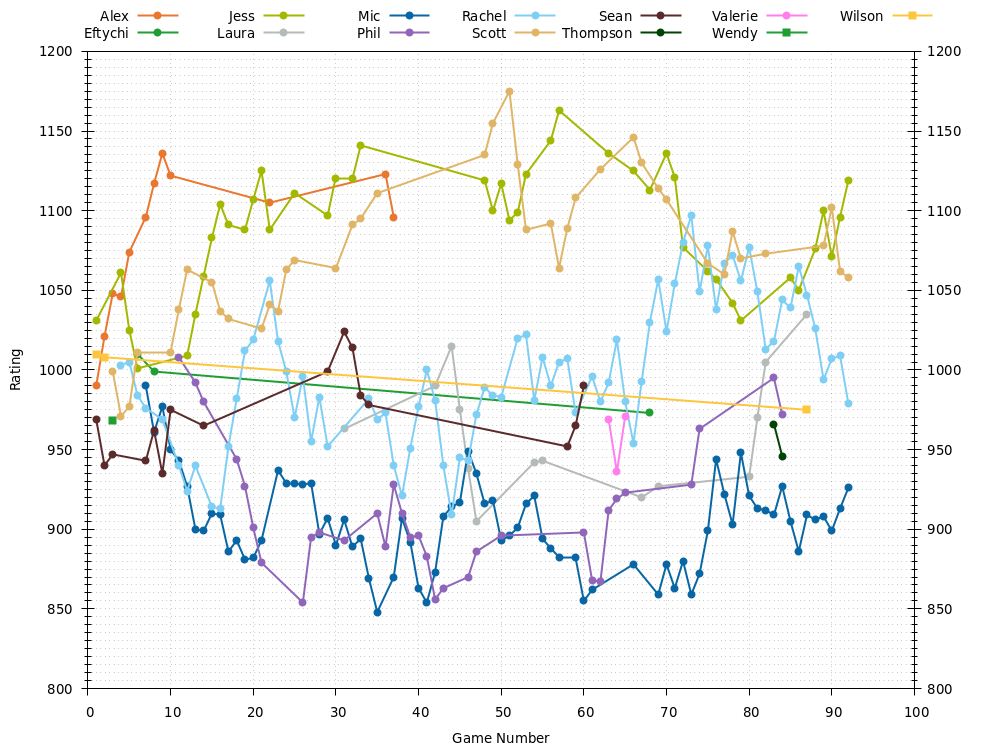 Alex Jess Mic Rachel Sean Valerie Wilson
Eftychi Laura Phil Scott Thompson Wendy
1200 1200
1150 1150
1100 1100
1050 1050
1000 1000
950 950
900 900
850 850
800 800
Rating
0 10 20 30 40 50 60 70 80 90 100
Game Number